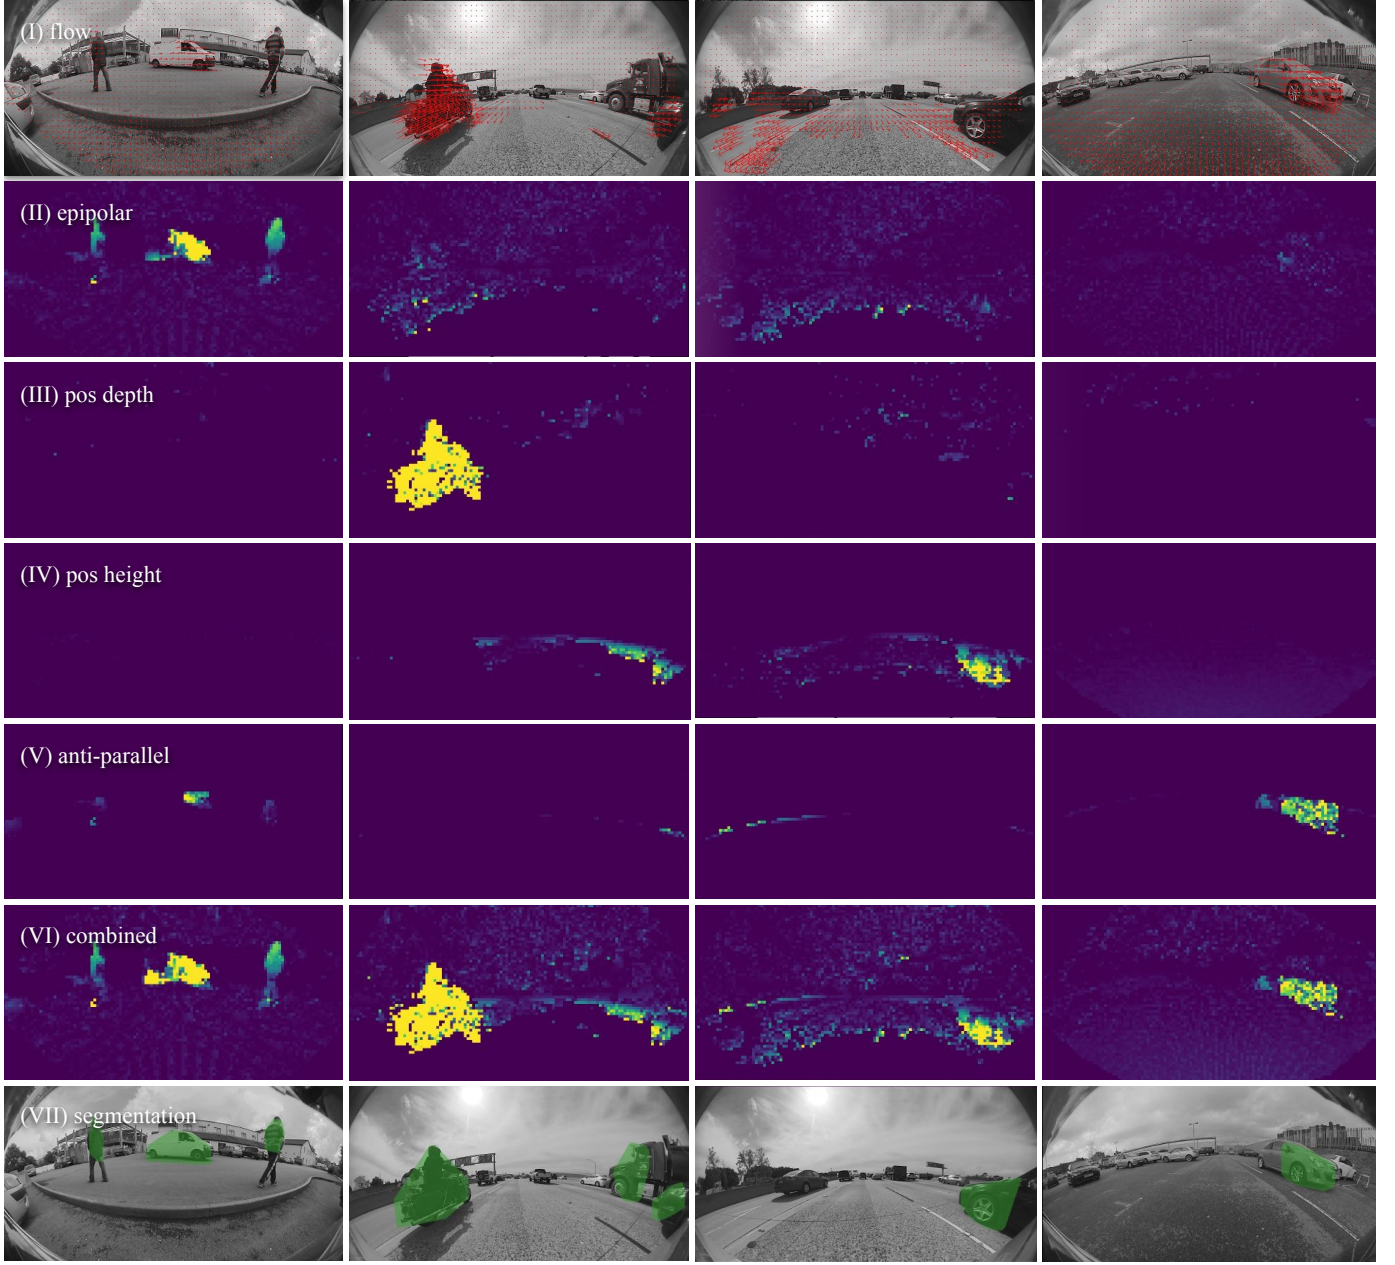 (I) flow
(II) epipolar
(III) pos depth
(IV) pos height
(V) anti-parallel
(VI) combined
(VII) segmentation